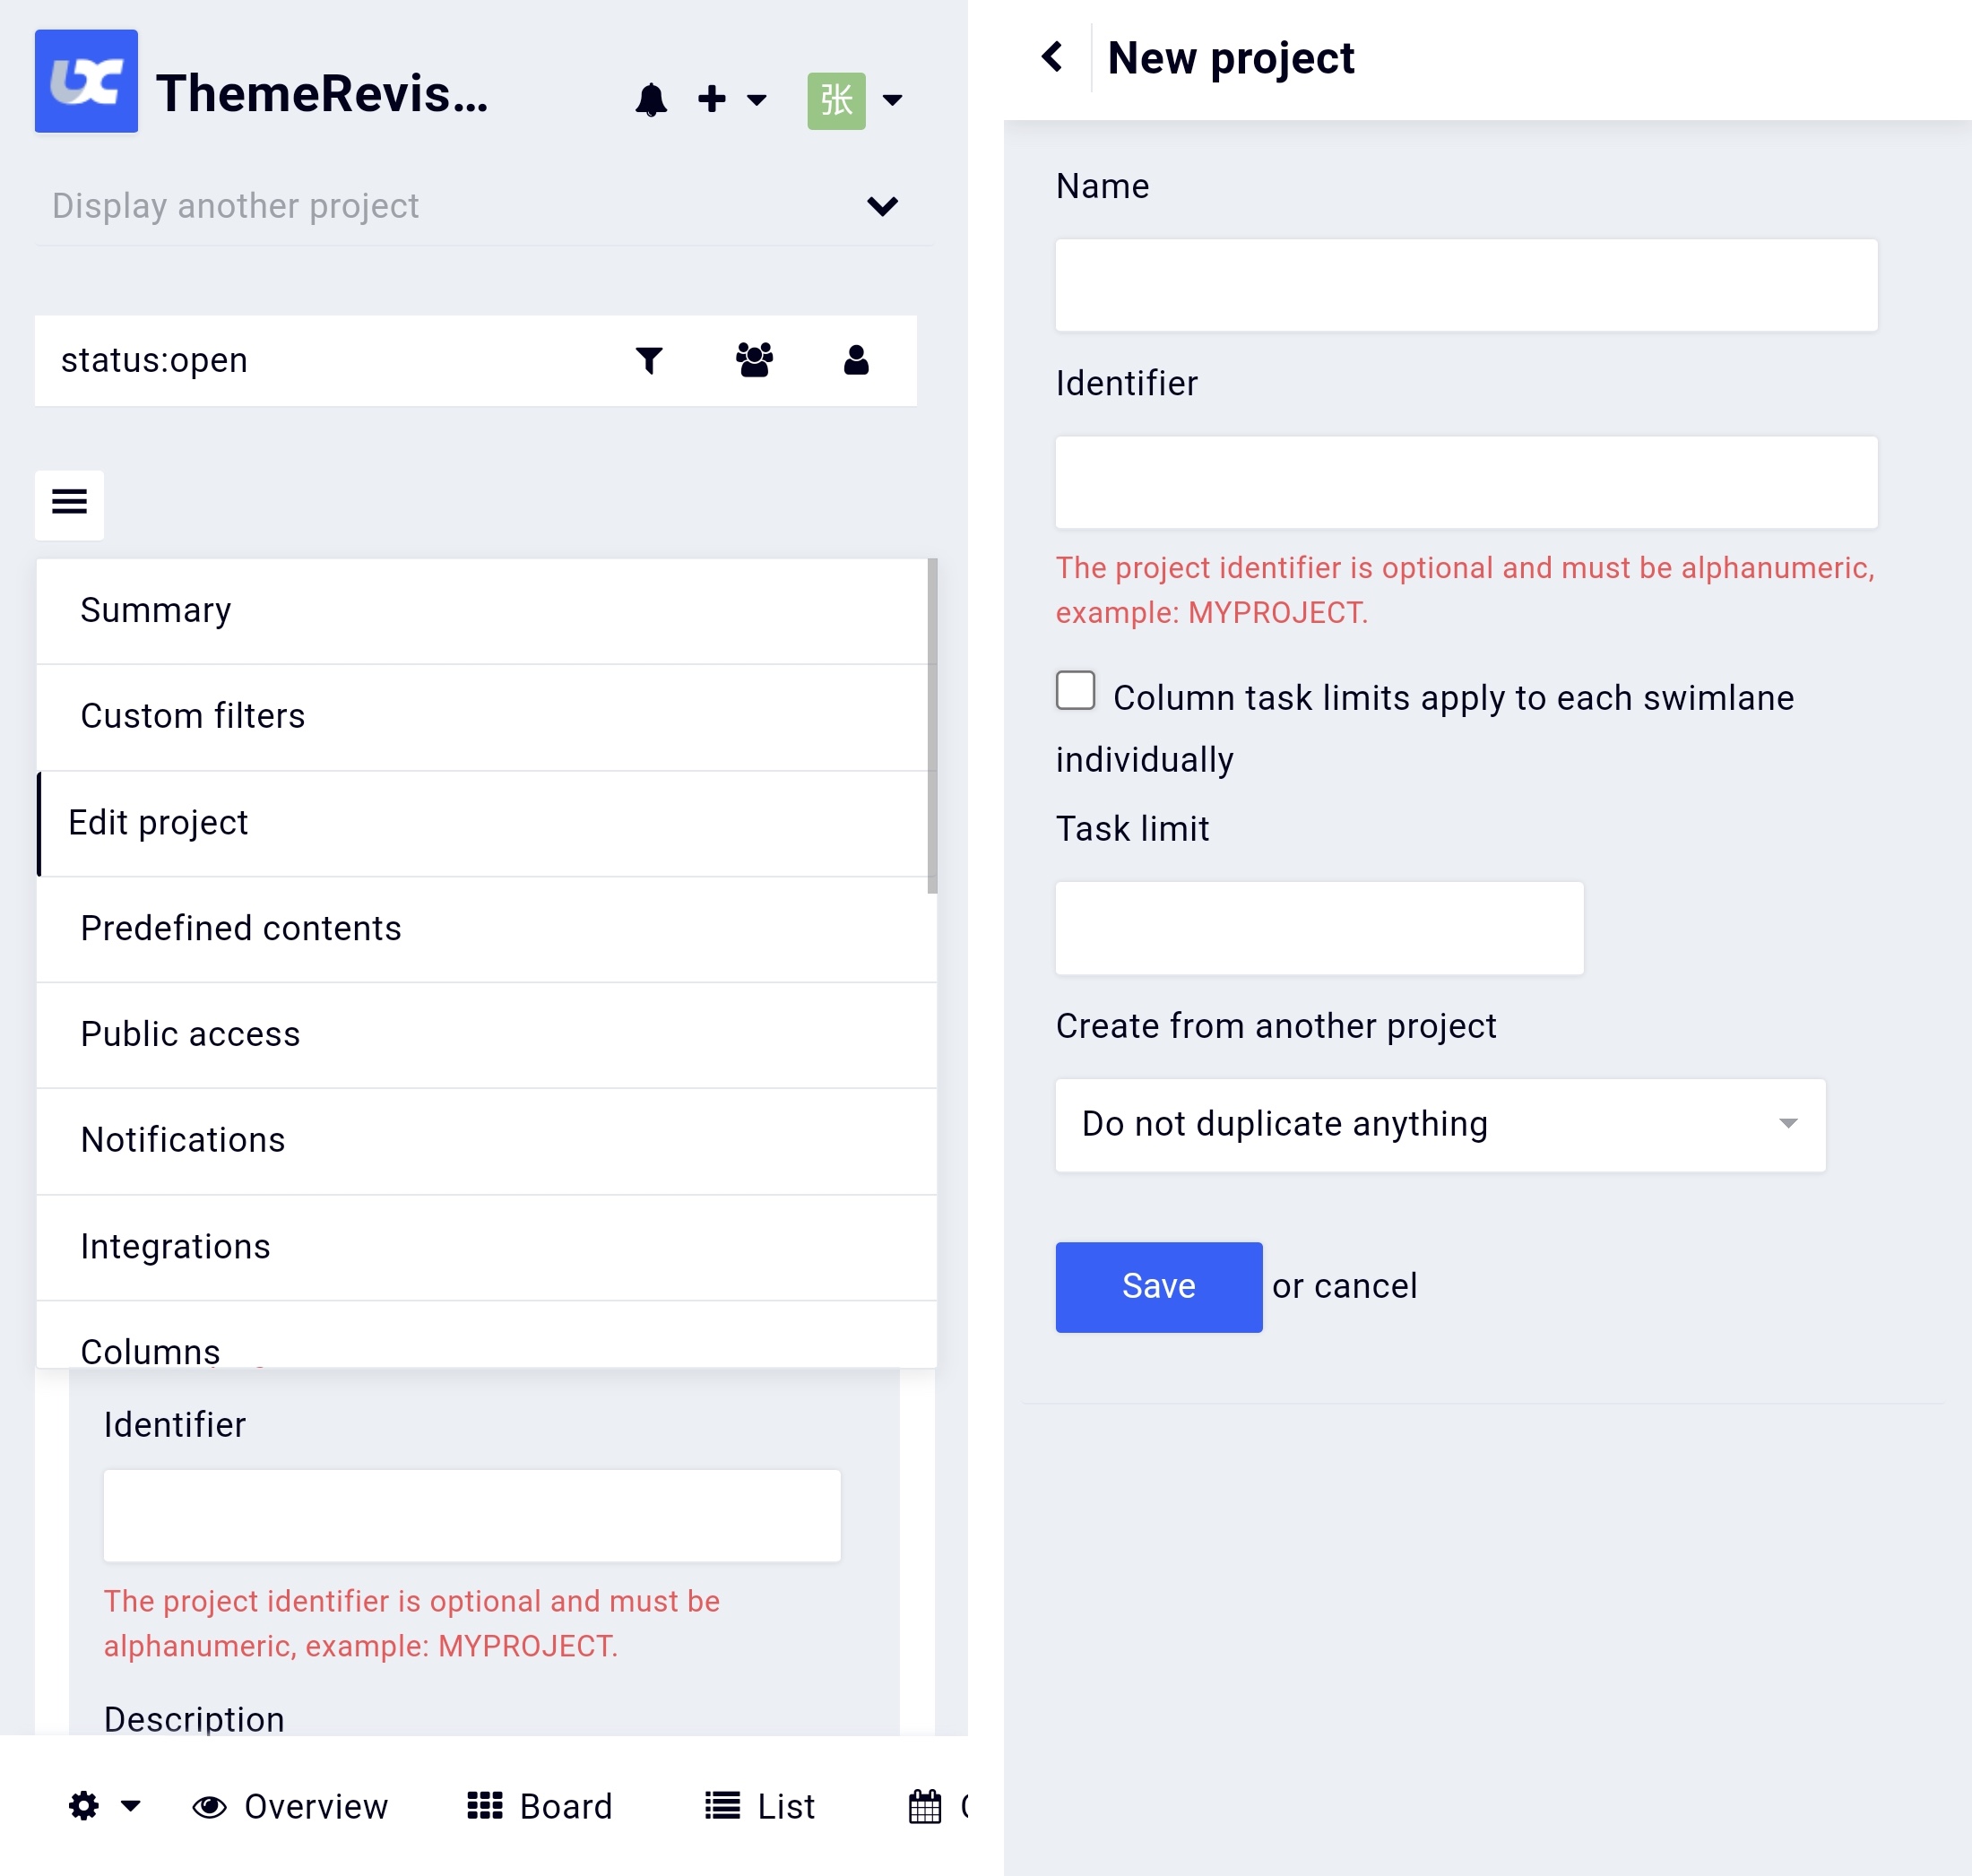 UX
ThemeRevis...
张
Display another project
status:open
Summary
Custom filters
Edit project
Predefined contents
Public access
Notifications
Integrations
Columns
Identifier
The project identifier is optional and must be
alphanumeric, example: MYPROJECT.
Description
Overview
Board
List
New project
Name
Identifier
The project identifier is optional and must be alphanumeric,
example: MYPROJECT.
Column task limits apply to each swimlane
individually
Task limit
Create from another project
Do not duplicate anything
Save or cancel